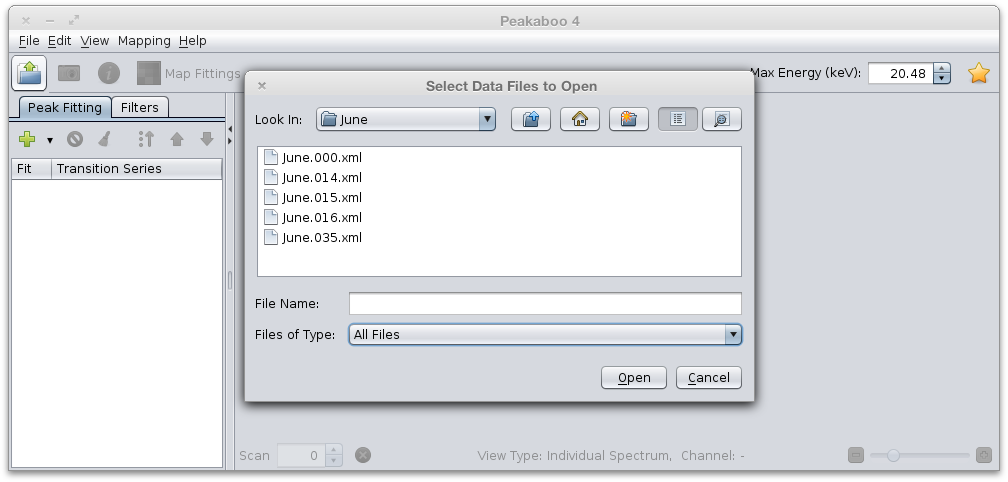 Peakaboo 4
File Edit View Mapping Help
Map Fittings
Max Energy (keV): 20.48
Peak Fitting Filters
Fit Transition Series
Select Data Files to Open
Look In: June
June.000.xml
June.014.xml
June.015.xml
June.016.xml
June.035.xml
File Name:
Files of Type: All Files
Open Cancel
Scan 0 View Type: Individual Spectrum, Channel: -